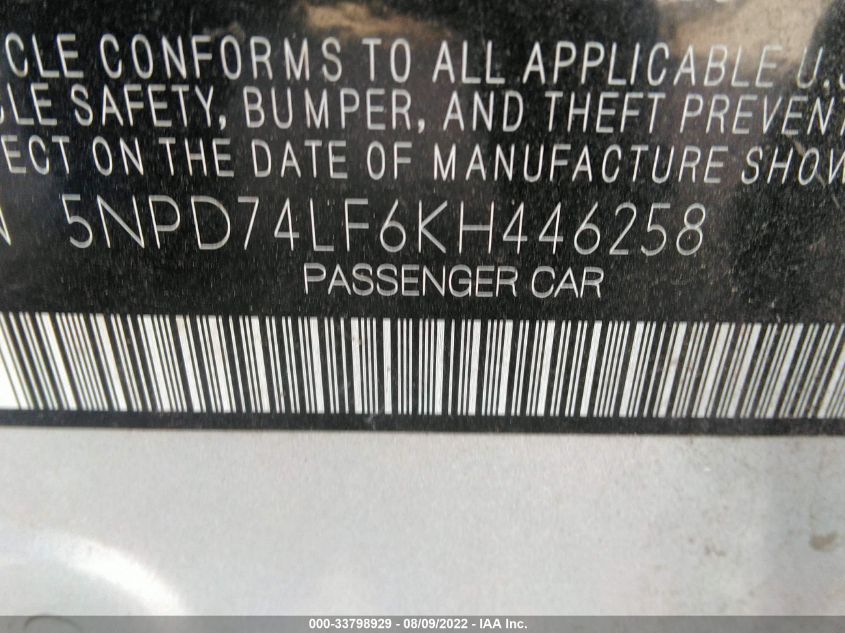 CLE CONFORMS TO ALL APPLICABLE U.S
CLE SAFETY, BUMPER, AND THEFT PREVENT
ECT ON THE DATE OF MANUFACTURE SHOW
N 5NPD74LF6KH446258
PASSENGER CAR
000-33798929 - 08/09/2022 - IAA Inc.